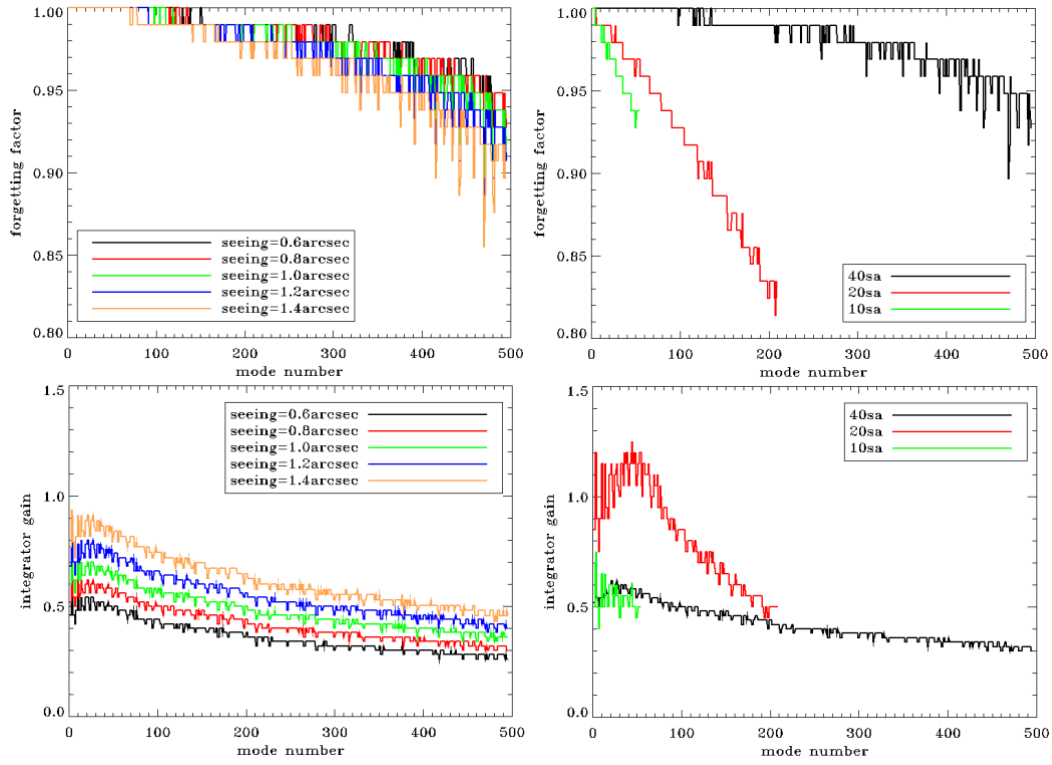 1.00
0.95
0.90
0.85
0.80
forgetting factor
seeing=0.6arcsec
seeing=0.8arcsec
seeing=1.0arcsec
seeing=1.2arcsec
seeing=1.4arcsec
0 100 200 300 400 500
mode number
1.00
0.95
0.90
0.85
0.80
forgetting factor
40sa
20sa
10sa
0 100 200 300 400 500
mode number
1.5
1.0
0.5
0.0
integrator gain
seeing=0.6arcsec
seeing=0.8arcsec
seeing=1.0arcsec
seeing=1.2arcsec
seeing=1.4arcsec
0 100 200 300 400 500
mode number
1.5
1.0
0.5
0.0
integrator gain
40sa
20sa
10sa
0 100 200 300 400 500
mode number